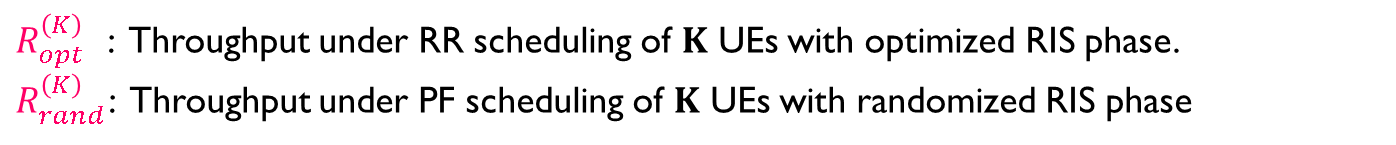 $R_{opt}^{(K)}$ : Throughput under RR scheduling of **K** UEs with optimized RIS phase.
$R_{rand}^{(K)}$: Throughput under PF scheduling of **K** UEs with randomized RIS phase